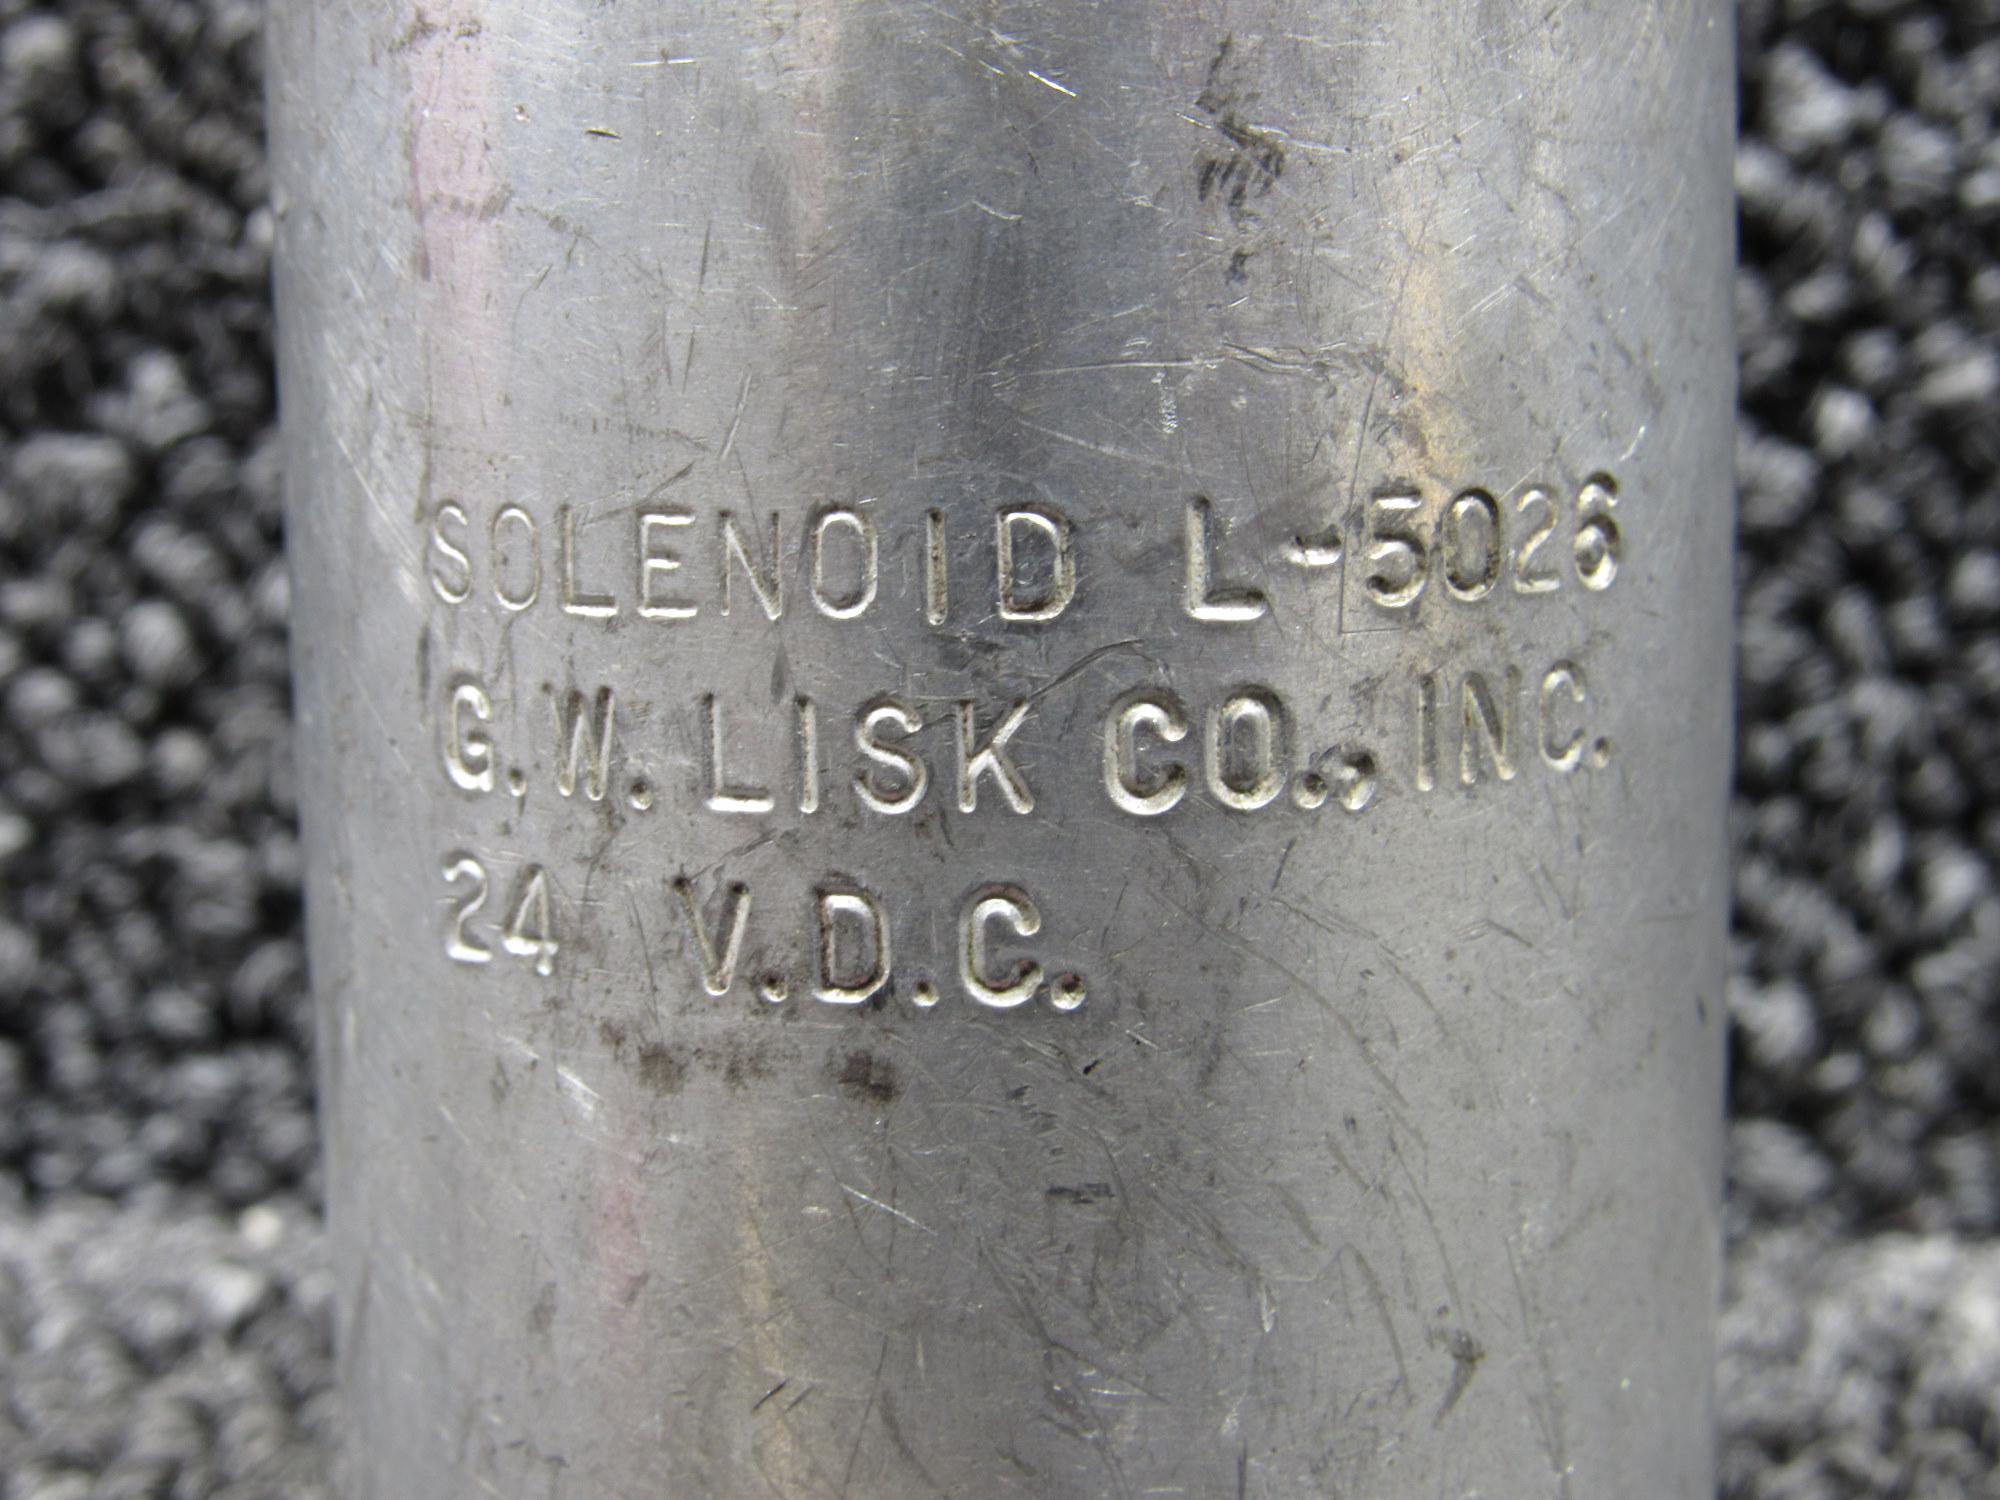 SOLENOID L-5026
G.W. LISK CO., INC.
24 V.D.C.